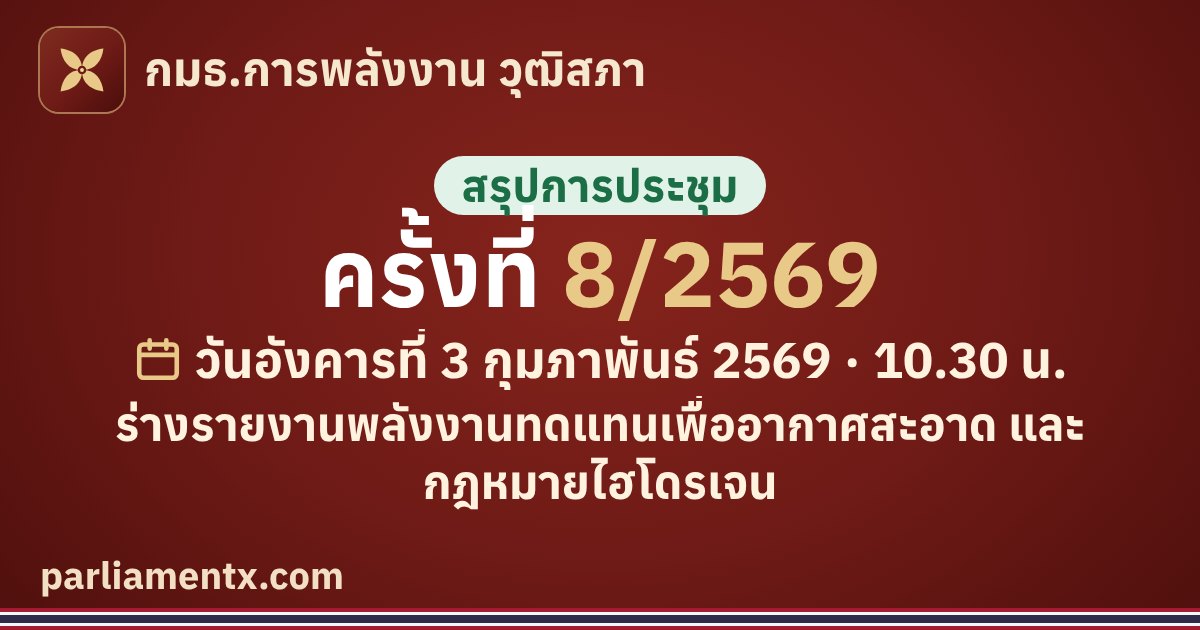 กมธ.การพลังงาน วุฒิสภา
สรุปการประชุม
ครั้งที่ 8/2569
วันอังคารที่ 3 กุมภาพันธ์ 2569 · 10.30 น.
ร่างรายงานพลังงานทดแทนเพื่ออากาศสะอาด และ
กฎหมายไฮโดรเจน
parliamentx.com